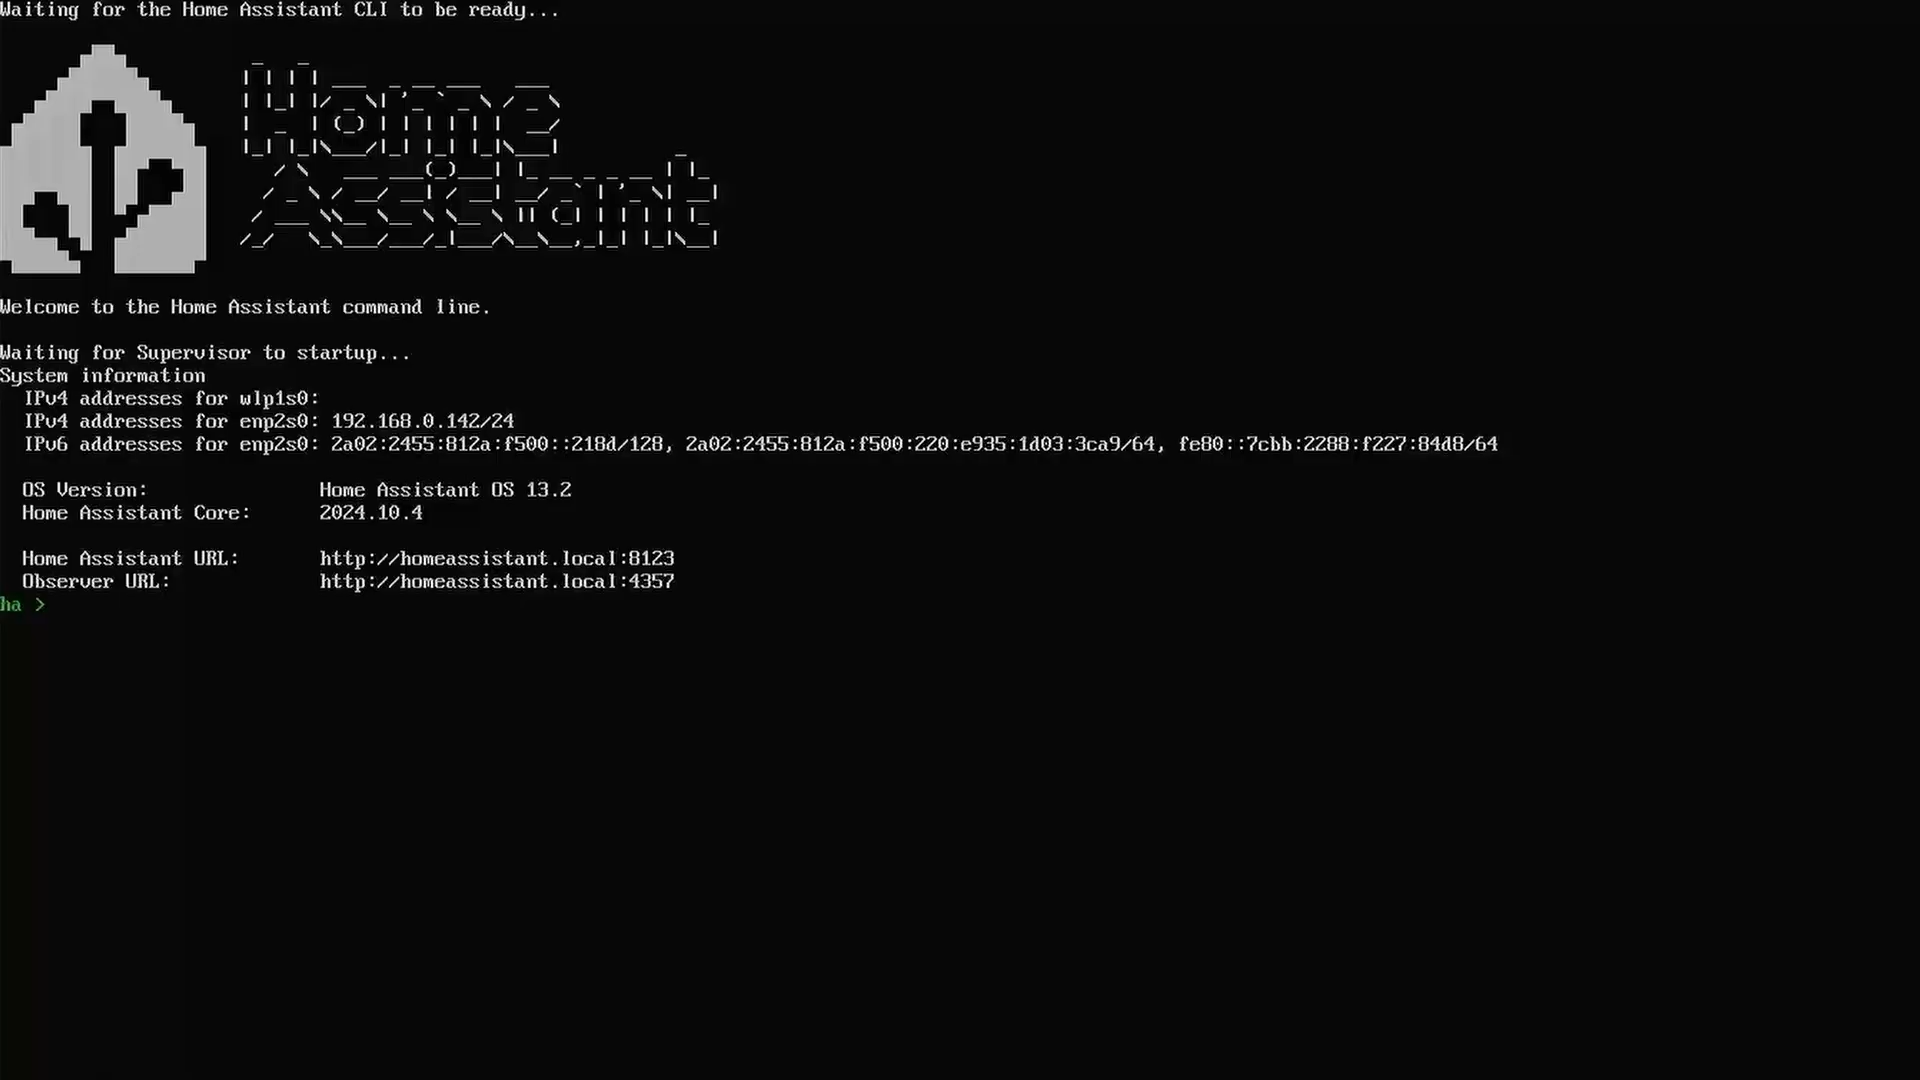 Waiting for the Home Assistant CLI to be ready...
Home
Assistant
Welcome to the Home Assistant command line.
Waiting for Supervisor to startup...
System information
IPv4 addresses for wlp1s0:
IPv4 addresses for enp2s0: 192.168.0.142/24
IPv6 addresses for enp2s0: 2a02:2455:812a:f500::218d/128, 2a02:2455:812a:f500:220:e935:1d03:3ca9/64, fe80::7cbb:2288:f227:84d8/64
OS Version: Home Assistant OS 13.2
Home Assistant Core: 2024.10.4
Home Assistant URL: http://homeassistant.local:8123
Observer URL: http://homeassistant.local:4357
ha >